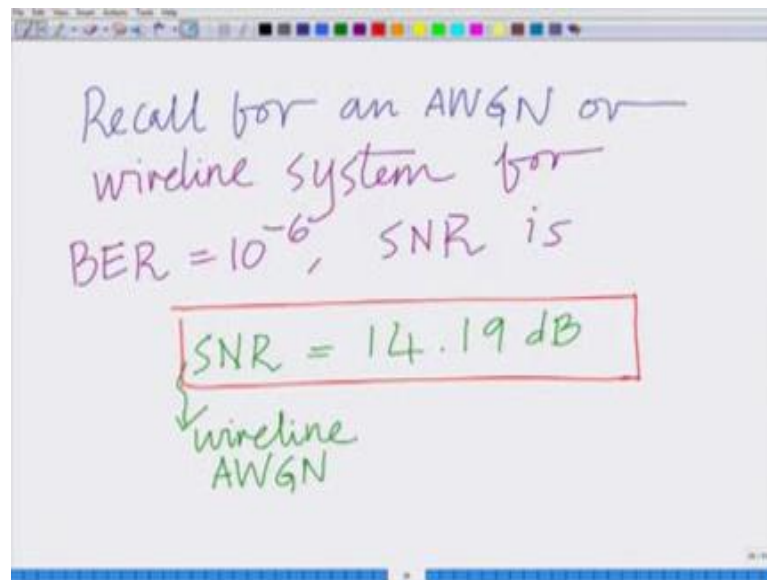 Recall for an AWGN or
wireline system for
BER = 10^-6, SNR is
SNR = 14.19 dB
wireline
AWGN